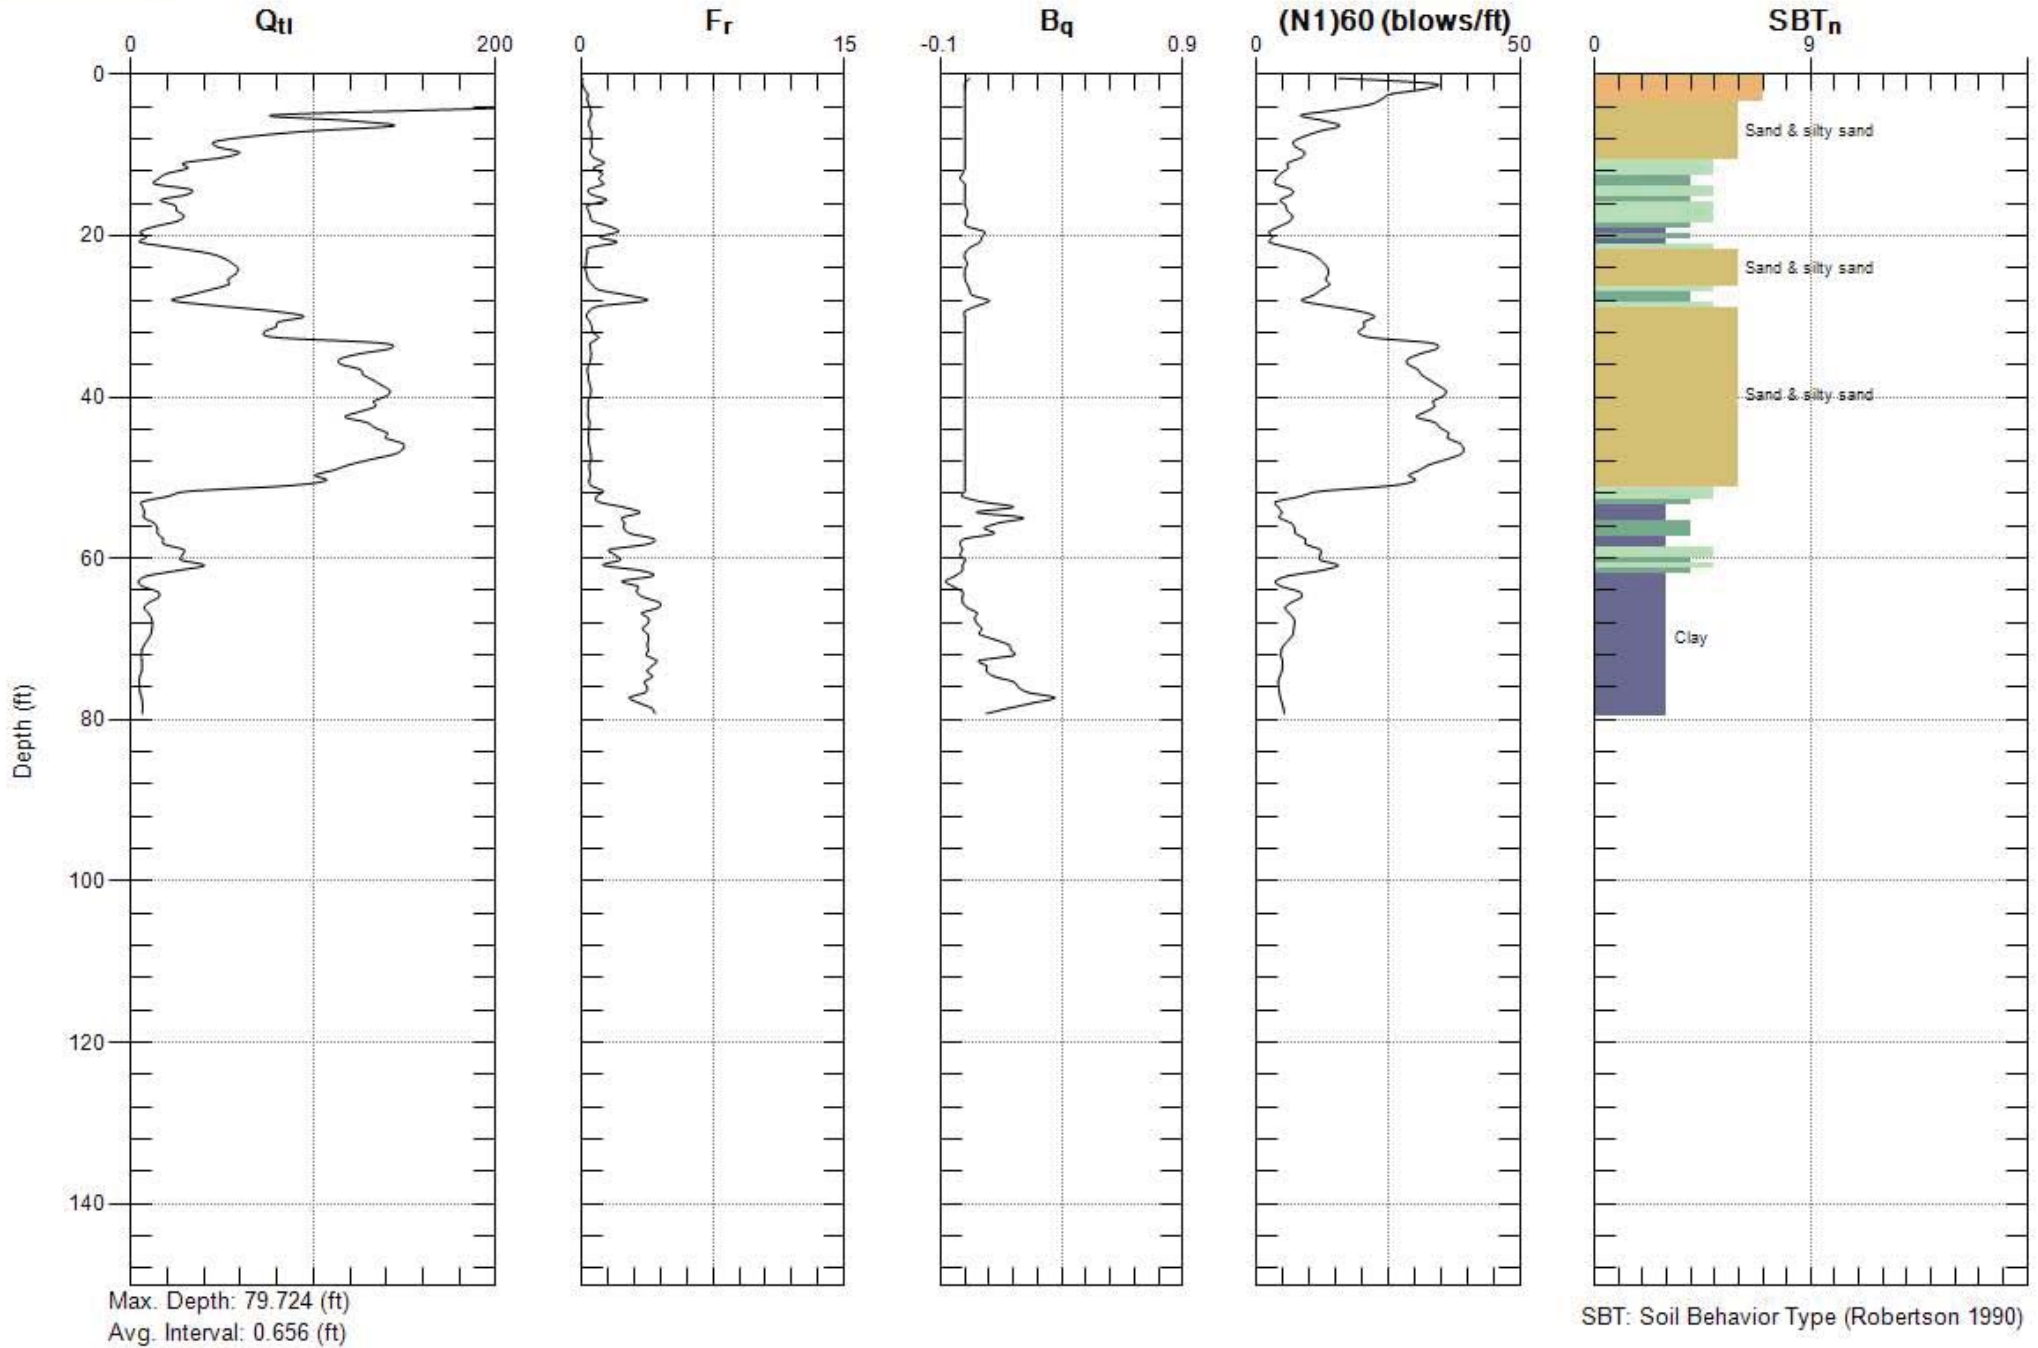 Qtl Fr Bq (N1)60 (blows/ft) SBTn
0 200 0 15 -0.1 0.9 0 50 0 9
0
Sand & silty sand
20
Sand & silty sand
40
Sand & silty sand
60
Clay
80
Depth (ft)
100
120
140
Max. Depth: 79.724 (ft)
Avg. Interval: 0.656 (ft)
SBT: Soil Behavior Type (Robertson 1990)